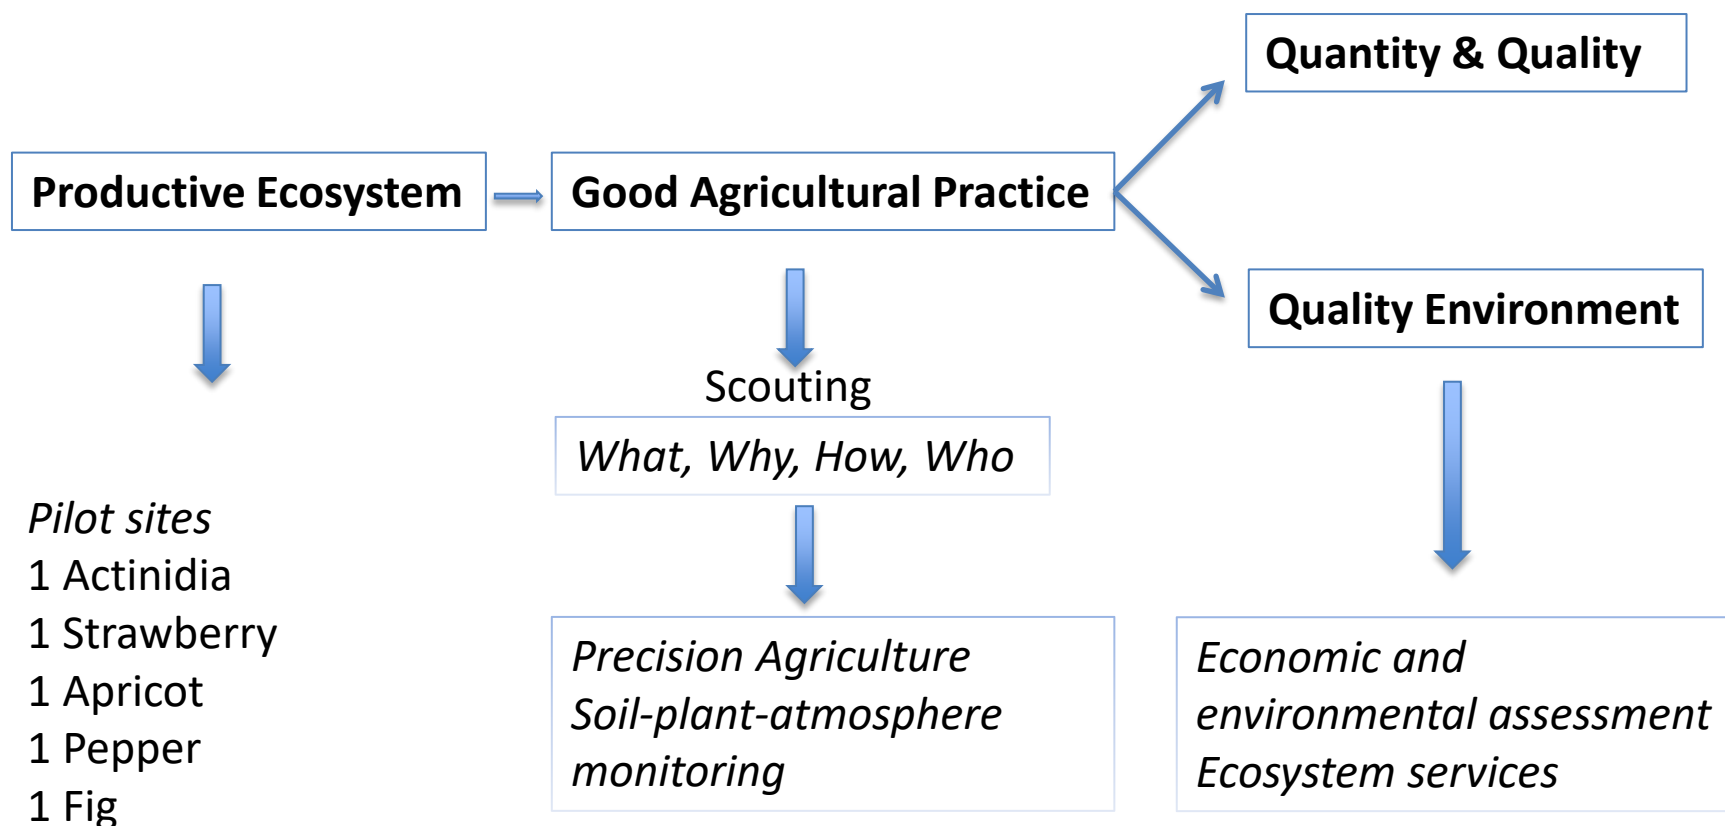 Quantity & Quality
Productive Ecosystem
Good Agricultural Practice
Quality Environment
Scouting
What, Why, How, Who
Pilot sites
1 Actinidia
1 Strawberry
1 Apricot
1 Pepper
1 Fig
Precision Agriculture
Soil-plant-atmosphere
monitoring
Economic and
environmental assessment
Ecosystem services